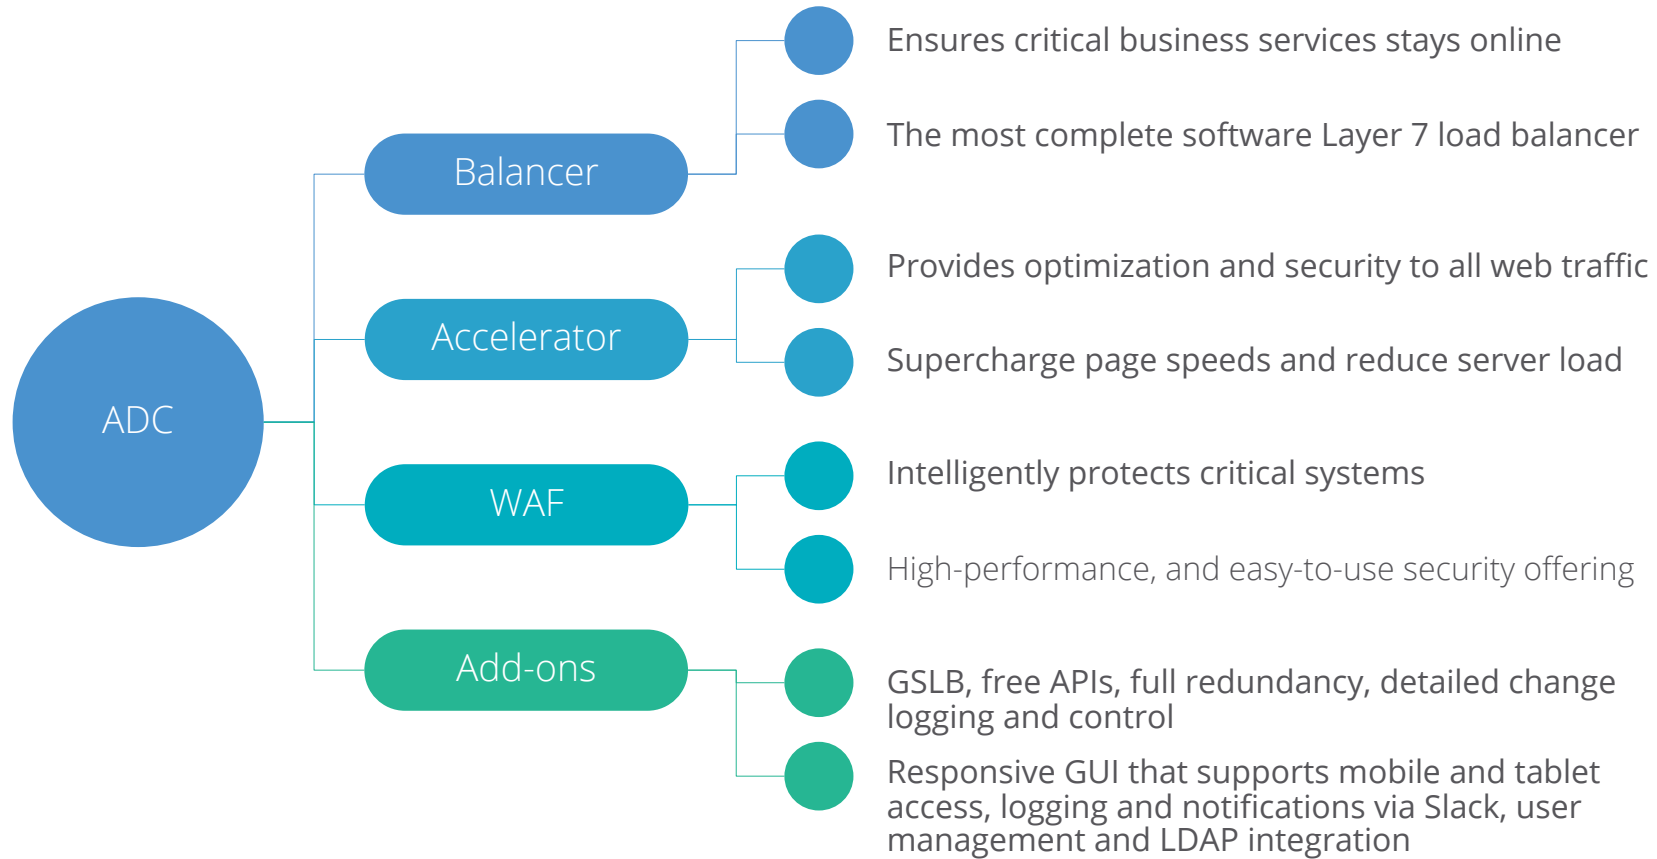 ADC
Balancer
Ensures critical business services stays online
The most complete software Layer 7 load balancer
Accelerator
Provides optimization and security to all web traffic
Supercharge page speeds and reduce server load
WAF
Intelligently protects critical systems
High-performance, and easy-to-use security offering
Add-ons
GSLB, free APIs, full redundancy, detailed change
logging and control
Responsive GUI that supports mobile and tablet
access, logging and notifications via Slack, user
management and LDAP integration